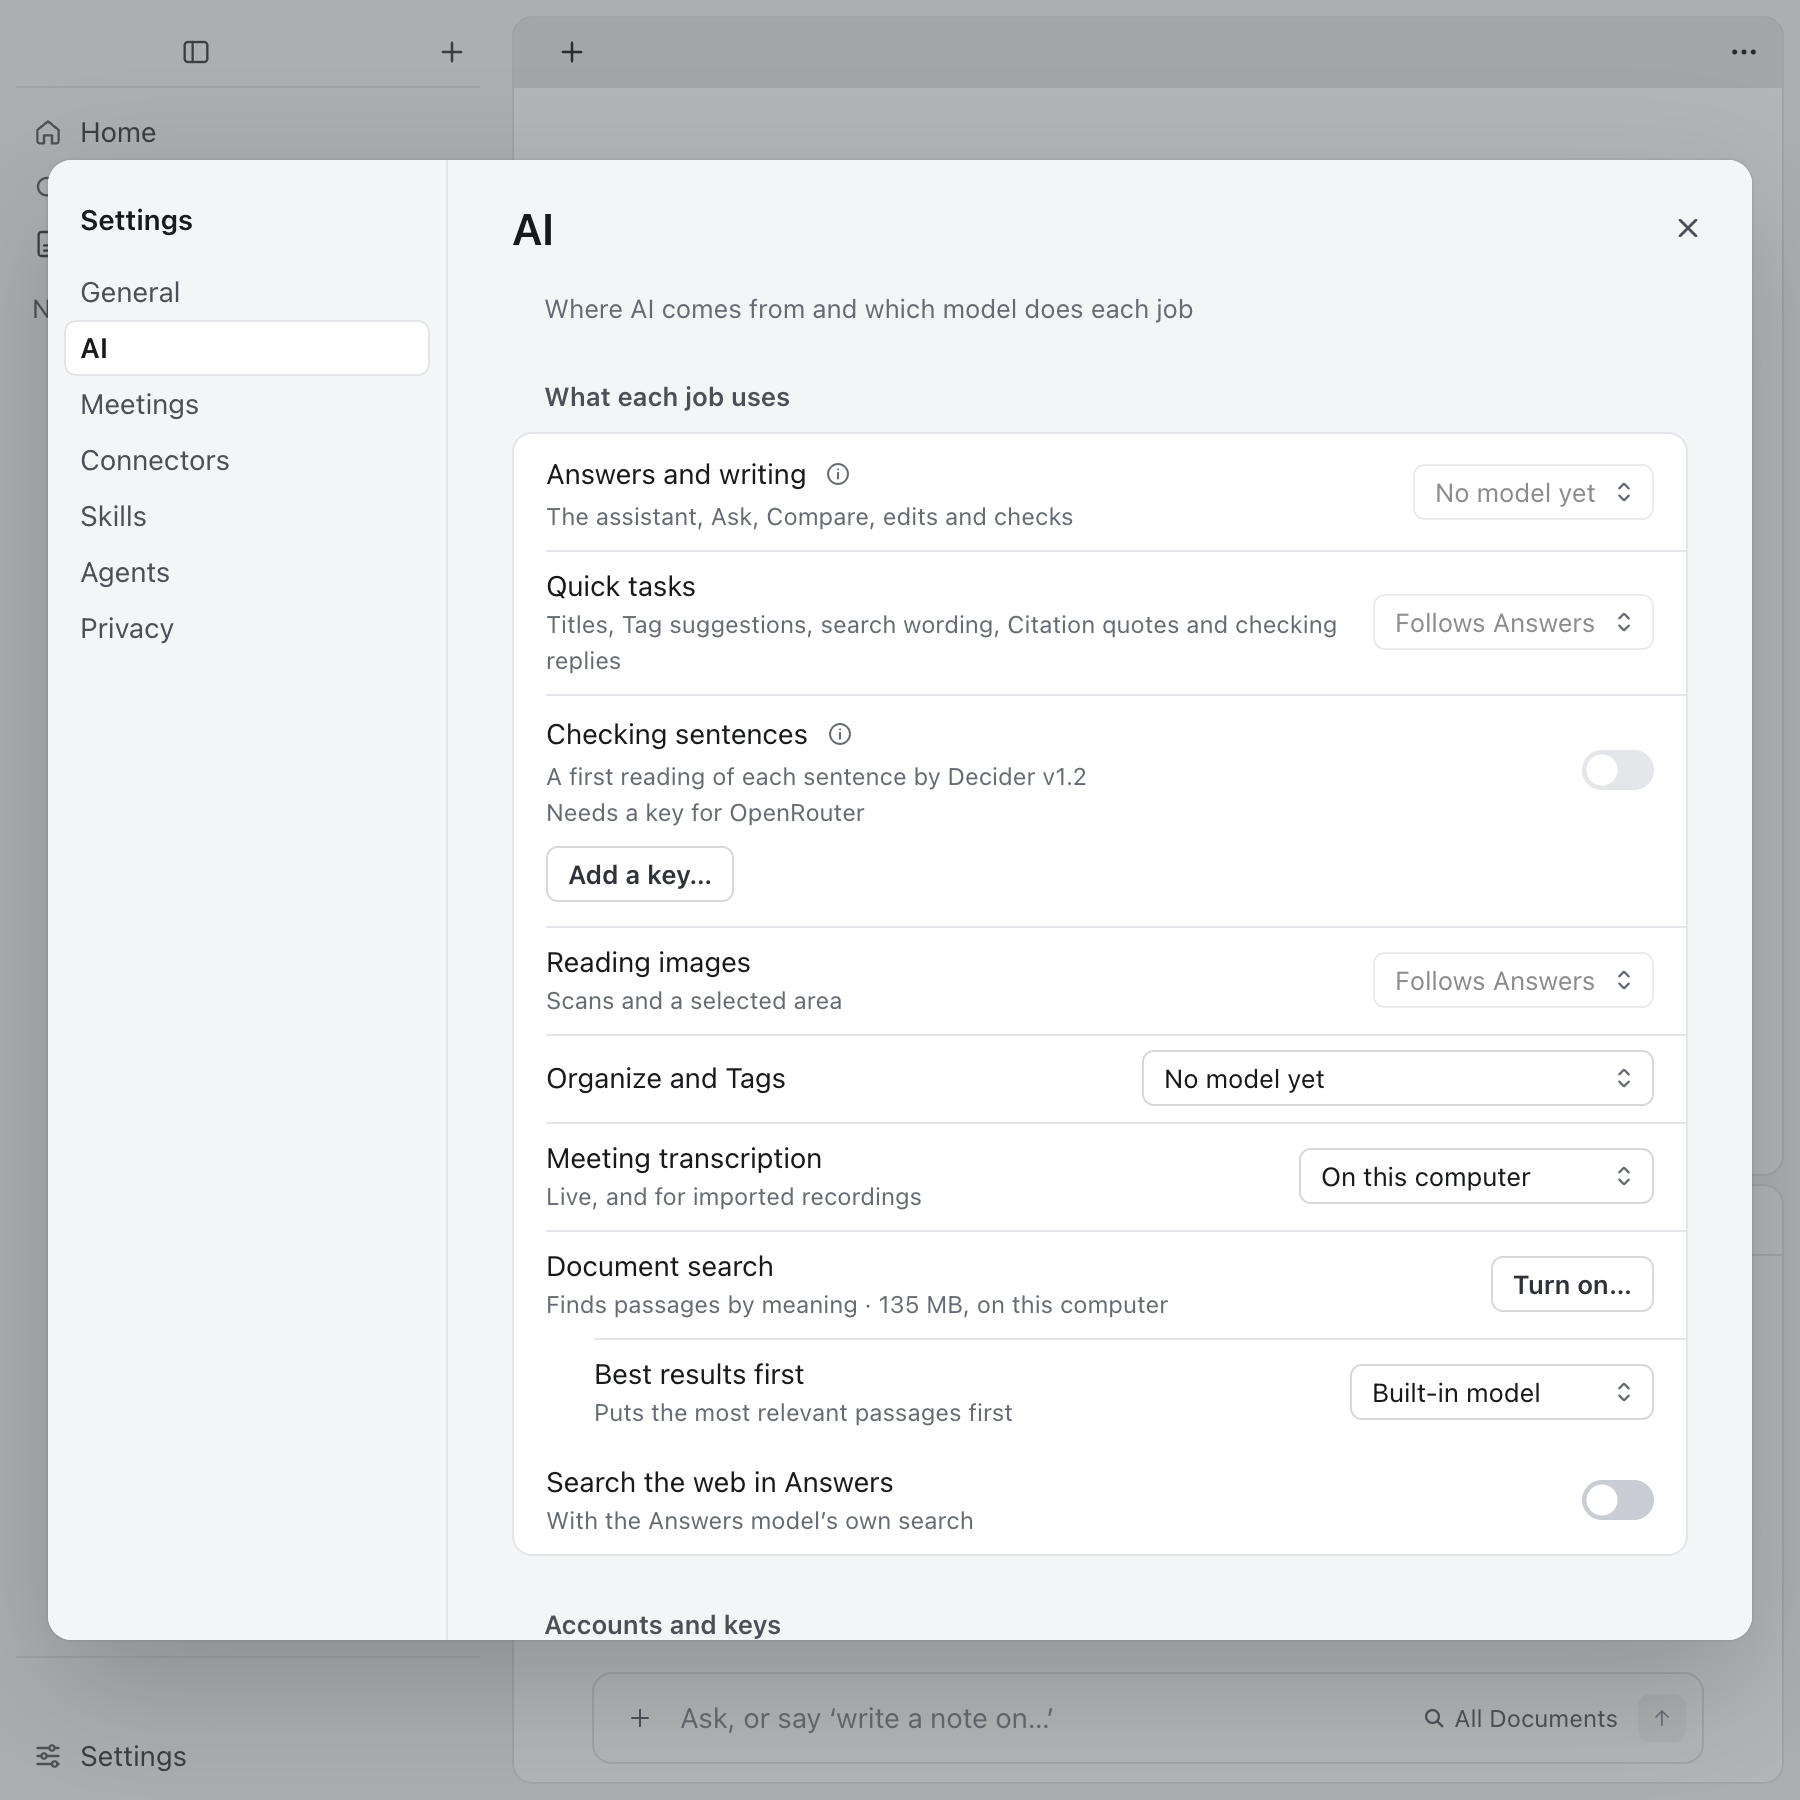 Home
Settings
General
AI
Meetings
Connectors
Skills
Agents
Privacy
AI
Where AI comes from and which model does each job
What each job uses
Answers and writing
The assistant, Ask, Compare, edits and checks
No model yet
Quick tasks
Titles, Tag suggestions, search wording, Citation quotes and checking
replies
Follows Answers
Checking sentences
A first reading of each sentence by Decider v1.2
Needs a key for OpenRouter
Add a key...
Reading images
Scans and a selected area
Follows Answers
Organize and Tags
No model yet
Meeting transcription
Live, and for imported recordings
On this computer
Document search
Finds passages by meaning · 135 MB, on this computer
Turn on...
Best results first
Puts the most relevant passages first
Built-in model
Search the web in Answers
With the Answers model’s own search
Accounts and keys
Ask, or say ‘write a note on...’
All Documents
Settings